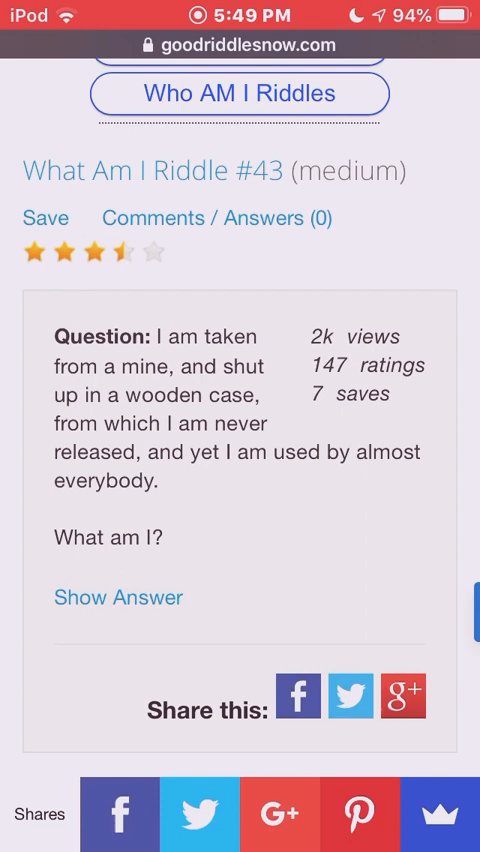 iPod 5:49 PM 94%
goodriddlesnow.com
Who AM I Riddles
What Am I Riddle #43 (medium)
Save Comments / Answers (0)
Question: I am taken
from a mine, and shut
up in a wooden case,
from which I am never
released, and yet I am used by almost
everybody.
2k views
147 ratings
7 saves
What am I?
Show Answer
Share this: f g+
Shares f G+